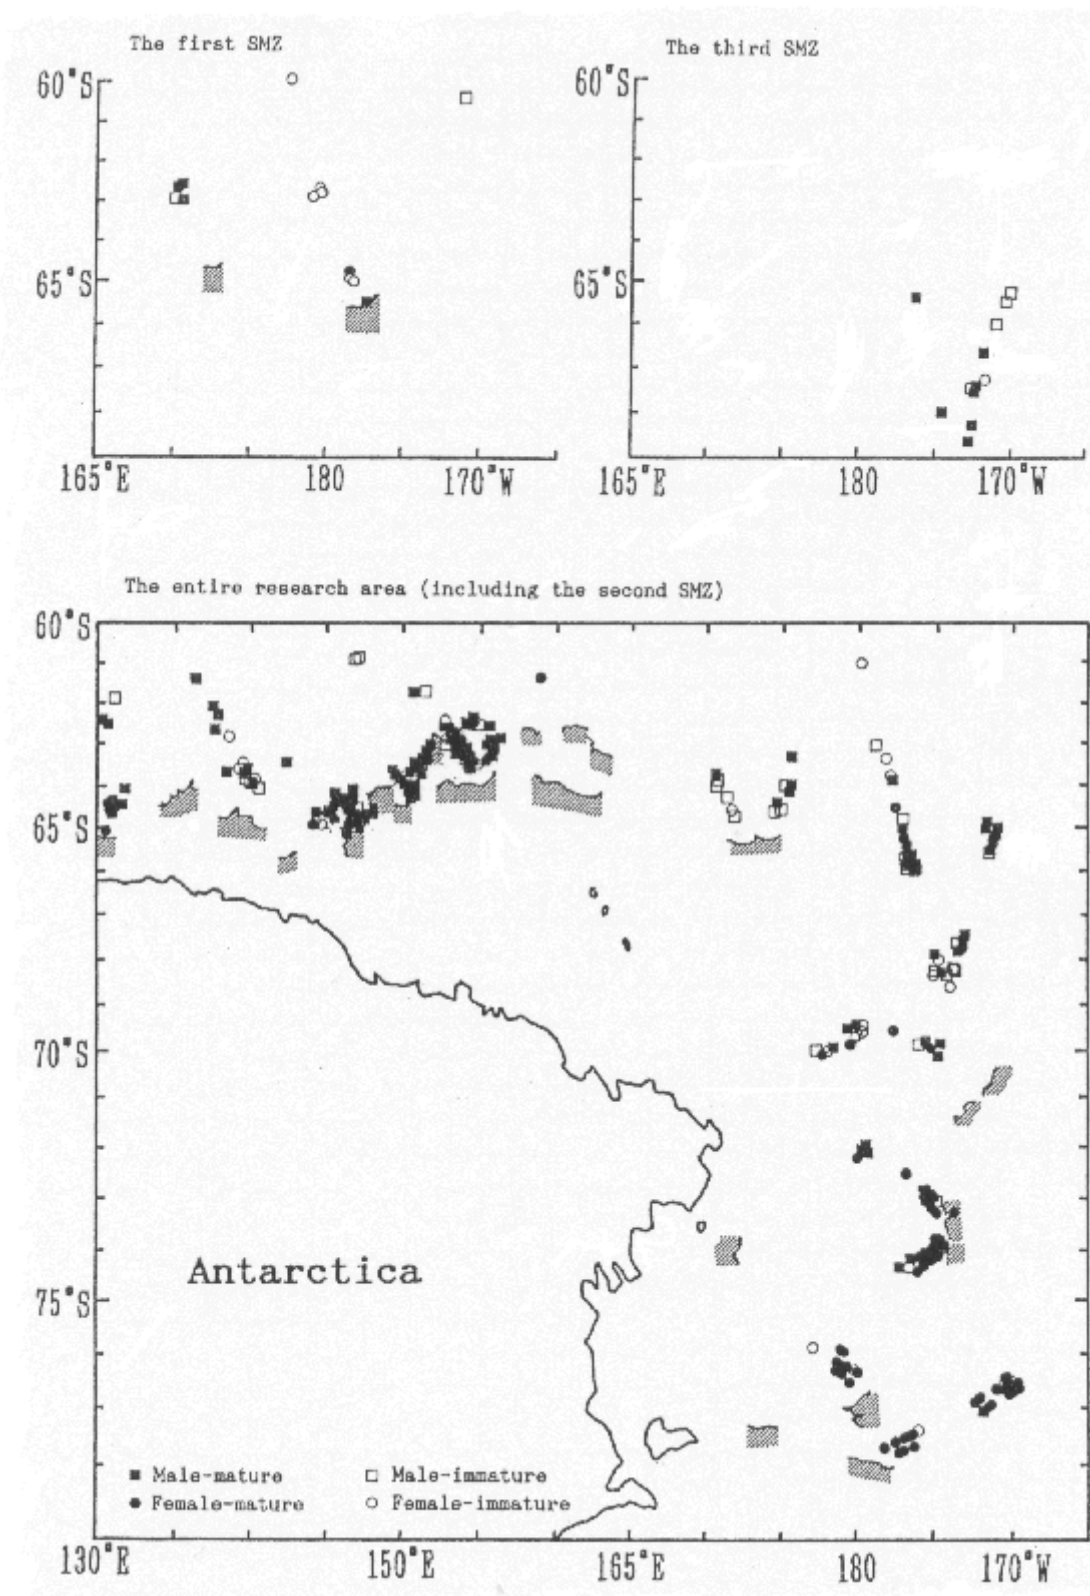 The first SMZ
60°S
65°S
165°E 180 170°W
The third SMZ
60°S
65°S
165°E 180 170°W
The entire research area (including the second SMZ)
60°S
65°S
70°S
Antarctica
75°S
■ Male-mature □ Male-immature
● Female-mature ○ Female-immature
130°E 150°E 165°E 180 170°W